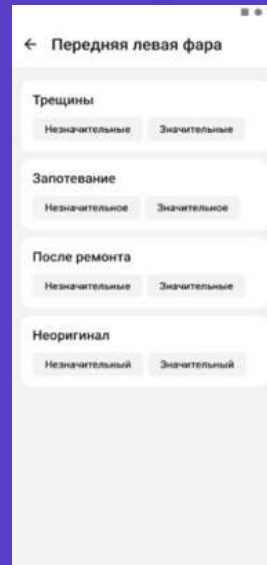 Передняя левая фара
Трещины
Незначительные Значительные
Запотевание
Незначительное Значительное
После ремонта
Незначительные Значительные
Неоригинал
Незначительный Значительный